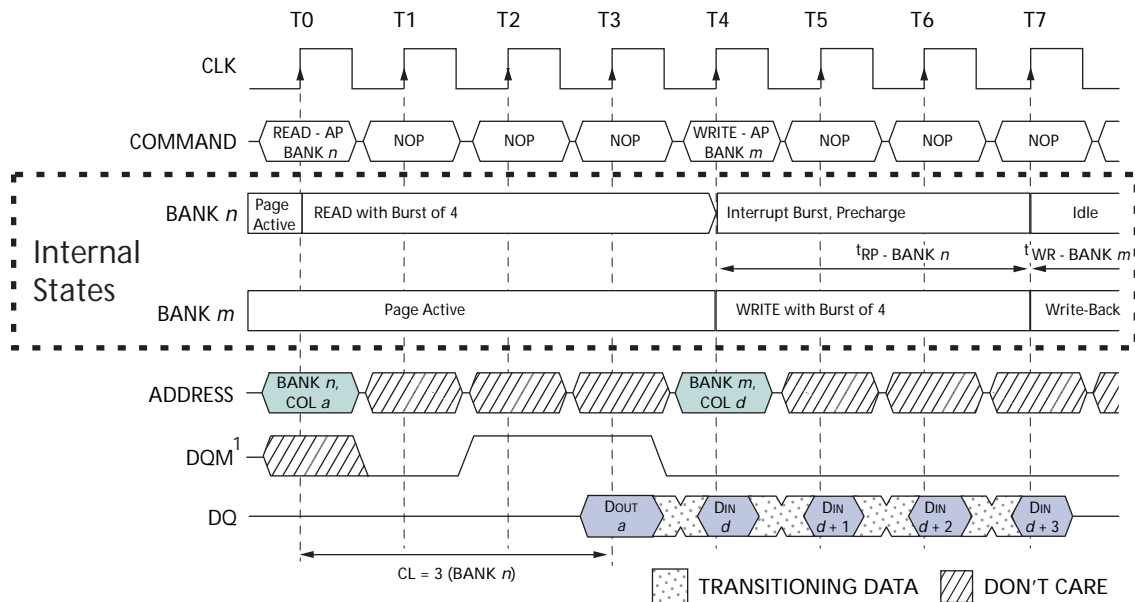 T0 T1 T2 T3 T4 T5 T6 T7
CLK
COMMAND
READ - AP
BANK n
NOP
NOP
NOP
WRITE - AP
BANK m
NOP
NOP
NOP
BANK n
Page
Active
READ with Burst of 4
Interrupt Burst, Precharge
Idle
Internal
States
tRP - BANK n
tWR - BANK m
BANK m
Page Active
WRITE with Burst of 4
Write-Back
ADDRESS
BANK n,
COL a
BANK m,
COL d
DQM1
DQ
DOUT
a
DIN
d
DIN
d + 1
DIN
d + 2
DIN
d + 3
CL = 3 (BANK n)
TRANSITIONING DATA
DON'T CARE